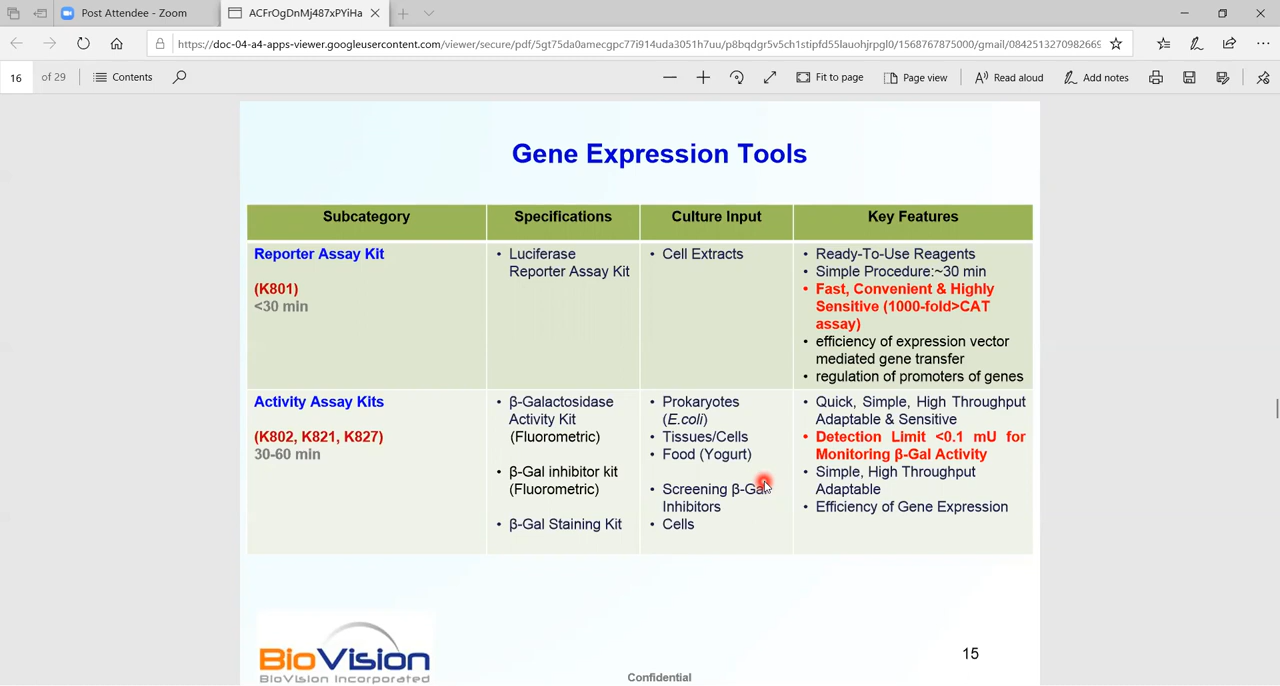 Post Attendee - Zoom
ACFrOgDnMj487xPYiHa
https://doc-04-a4-apps-viewer.googleusercontent.com/viewer/secure/pdf/5gt75da0amecgpc77i914uda3051h7uu/p8bqdgr5v5ch1stipfd55lauohjrpgl0/1568767875000/gmail/0842513270982669
16 of 29 Contents Fit to page Page view Read aloud Add notes
Gene Expression Tools
Subcategory Specifications Culture Input Key Features
Reporter Assay Kit
(K801)
<30 min
• Luciferase
Reporter Assay Kit
• Cell Extracts
• Ready-To-Use Reagents
• Simple Procedure:~30 min
• Fast, Convenient & Highly
Sensitive (1000-fold>CAT
assay)
• efficiency of expression vector
mediated gene transfer
• regulation of promoters of genes
Activity Assay Kits
(K802, K821, K827)
30-60 min
• β-Galactosidase
Activity Kit
(Fluorometric)
• β-Gal inhibitor kit
(Fluorometric)
• β-Gal Staining Kit
• Prokaryotes
(E.coli)
• Tissues/Cells
• Food (Yogurt)
• Screening β-Gal
Inhibitors
• Cells
• Quick, Simple, High Throughput
Adaptable & Sensitive
• Detection Limit <0.1 mU for
Monitoring β-Gal Activity
• Simple, High Throughput
Adaptable
• Efficiency of Gene Expression
BioVision
BioVision Incorporated
Confidential
15